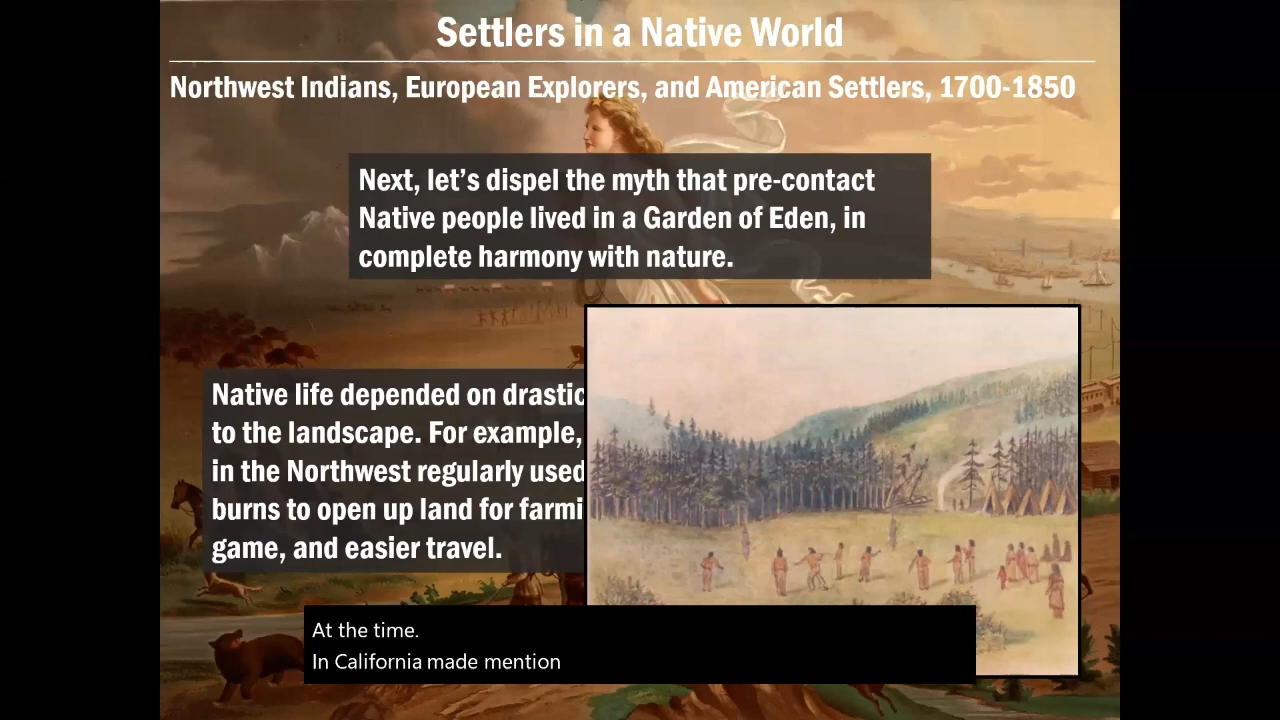 Settlers in a Native World
Northwest Indians, European Explorers, and American Settlers, 1700-1850
Next, let’s dispel the myth that pre-contact
Native people lived in a Garden of Eden, in
complete harmony with nature.
Native life depended on drastic
to the landscape. For example,
in the Northwest regularly used
burns to open up land for farmi
game, and easier travel.
At the time.
In California made mention